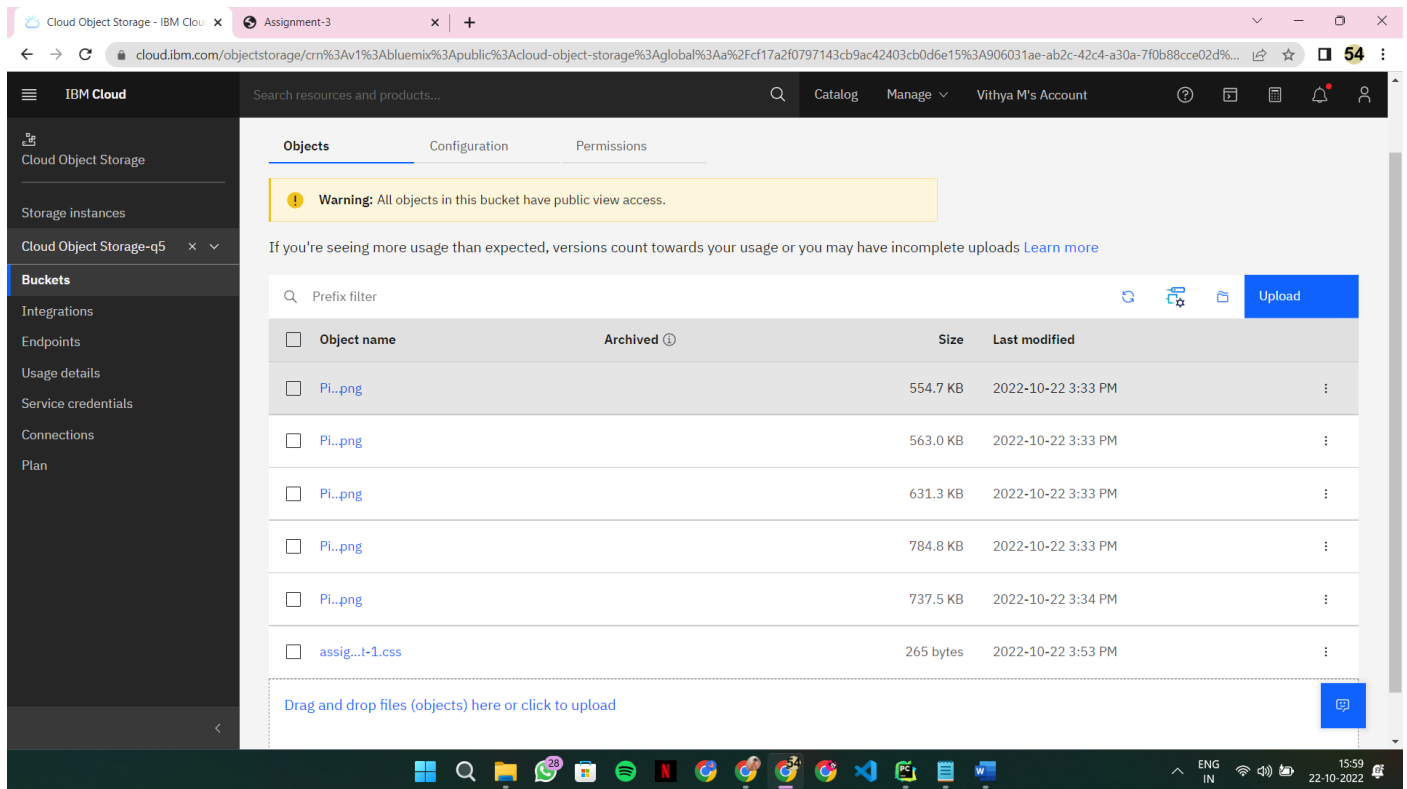 Cloud Object Storage - IBM Clou
Assignment-3
cloud.ibm.com/objectstorage/crn%3Av1%3Abluemix%3Apublic%3Acloud-object-storage%3Aglobal%3Aa%2Fcf17a2f0797143cb9ac42403cb0d6e15%3A906031ae-ab2c-42c4-a30a-7f0b88cce02d%...
54
IBM Cloud
Search resources and products...
Catalog
Manage
Vithya M's Account
Cloud Object Storage
Storage instances
Cloud Object Storage-q5
Buckets
Integrations
Endpoints
Usage details
Service credentials
Connections
Plan
Objects
Configuration
Permissions
Warning: All objects in this bucket have public view access.
If you're seeing more usage than expected, versions count towards your usage or you may have incomplete uploads Learn more
Prefix filter
Upload
Object name Archived Size Last modified
Pi...png 554.7 KB 2022-10-22 3:33 PM
Pi...png 563.0 KB 2022-10-22 3:33 PM
Pi...png 631.3 KB 2022-10-22 3:33 PM
Pi...png 784.8 KB 2022-10-22 3:33 PM
Pi...png 737.5 KB 2022-10-22 3:34 PM
assig...t-1.css 265 bytes 2022-10-22 3:53 PM
Drag and drop files (objects) here or click to upload
28
54
ENG
IN
15:59
22-10-2022